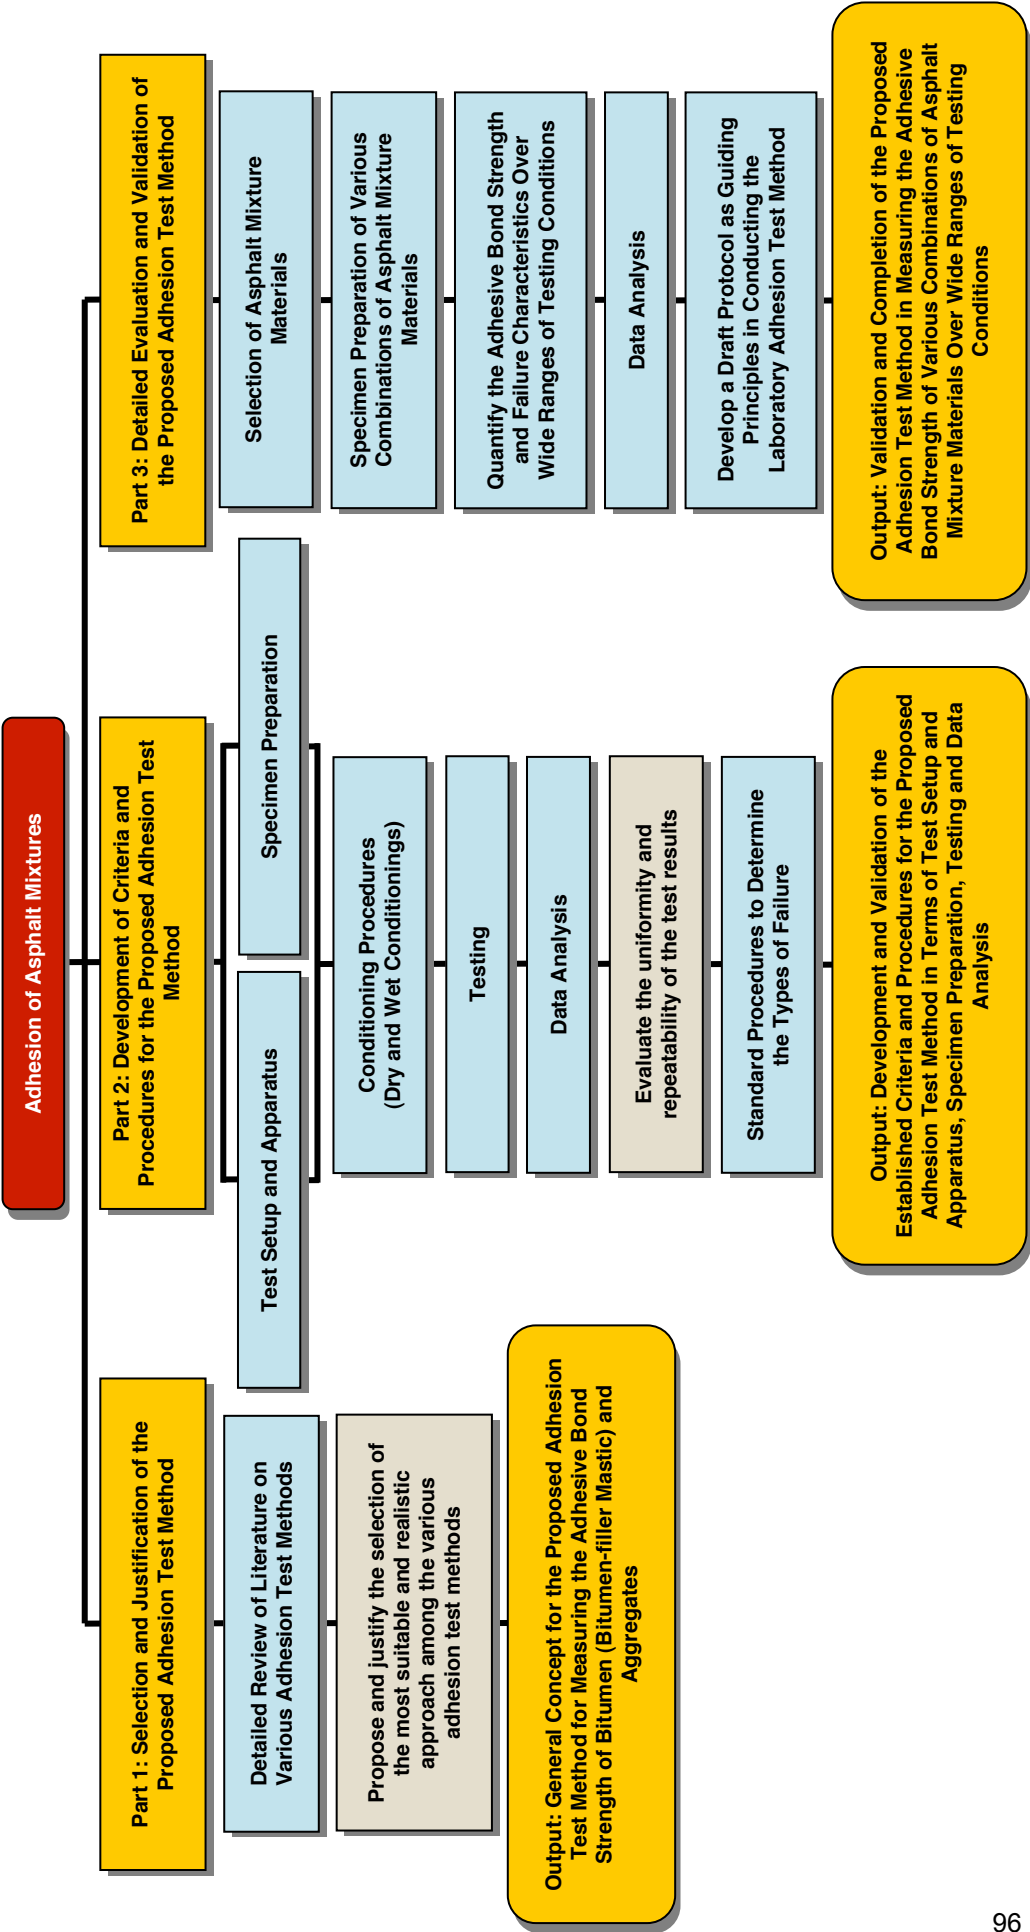 Adhesion of Asphalt Mixtures
Part 1: Selection and Justification of the
Proposed Adhesion Test Method
Detailed Review of Literature on
Various Adhesion Test Methods
Propose and justify the selection of
the most suitable and realistic
approach among the various
adhesion test methods
Output: General Concept for the Proposed Adhesion
Test Method for Measuring the Adhesive Bond
Strength of Bitumen (Bitumen-filler Mastic) and
Aggregates
Part 2: Development of Criteria and
Procedures for the Proposed Adhesion Test
Method
Test Setup and Apparatus
Specimen Preparation
Conditioning Procedures
(Dry and Wet Conditionings)
Testing
Data Analysis
Evaluate the uniformity and
repeatability of the test results
Standard Procedures to Determine
the Types of Failure
Output: Development and Validation of the
Established Criteria and Procedures for the Proposed
Adhesion Test Method in Terms of Test Setup and
Apparatus, Specimen Preparation, Testing and Data
Analysis
Part 3: Detailed Evaluation and Validation of
the Proposed Adhesion Test Method
Selection of Asphalt Mixture
Materials
Specimen Preparation of Various
Combinations of Asphalt Mixture
Materials
Quantify the Adhesive Bond Strength
and Failure Characteristics Over
Wide Ranges of Testing Conditions
Data Analysis
Develop a Draft Protocol as Guiding
Principles in Conducting the
Laboratory Adhesion Test Method
Output: Validation and Completion of the Proposed
Adhesion Test Method in Measuring the Adhesive
Bond Strength of Various Combinations of Asphalt
Mixture Materials Over Wide Ranges of Testing
Conditions
96